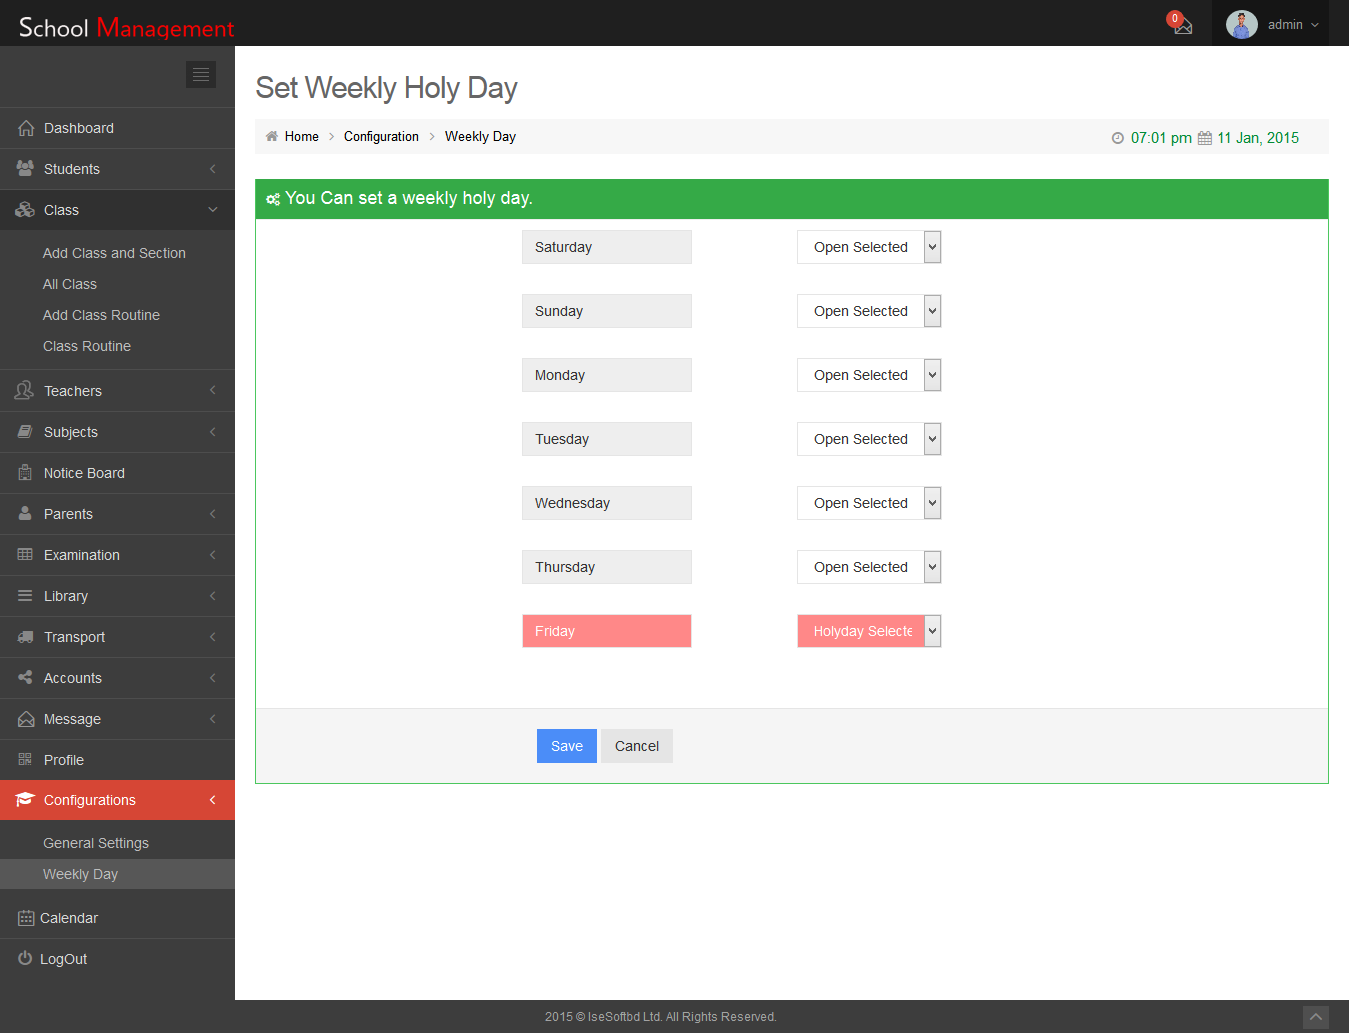 School Management
0
admin
Set Weekly Holy Day
Home > Configuration > Weekly Day
07:01 pm 11 Jan, 2015
Dashboard
Students
Class
Add Class and Section
All Class
Add Class Routine
Class Routine
Teachers
Subjects
Notice Board
Parents
Examination
Library
Transport
Accounts
Message
Profile
Configurations
General Settings
Weekly Day
Calendar
LogOut
You Can set a weekly holy day.
Saturday Open Selected
Sunday Open Selected
Monday Open Selected
Tuesday Open Selected
Wednesday Open Selected
Thursday Open Selected
Friday Holyday Selecte
Save Cancel
2015 © IseSoftbd Ltd. All Rights Reserved.